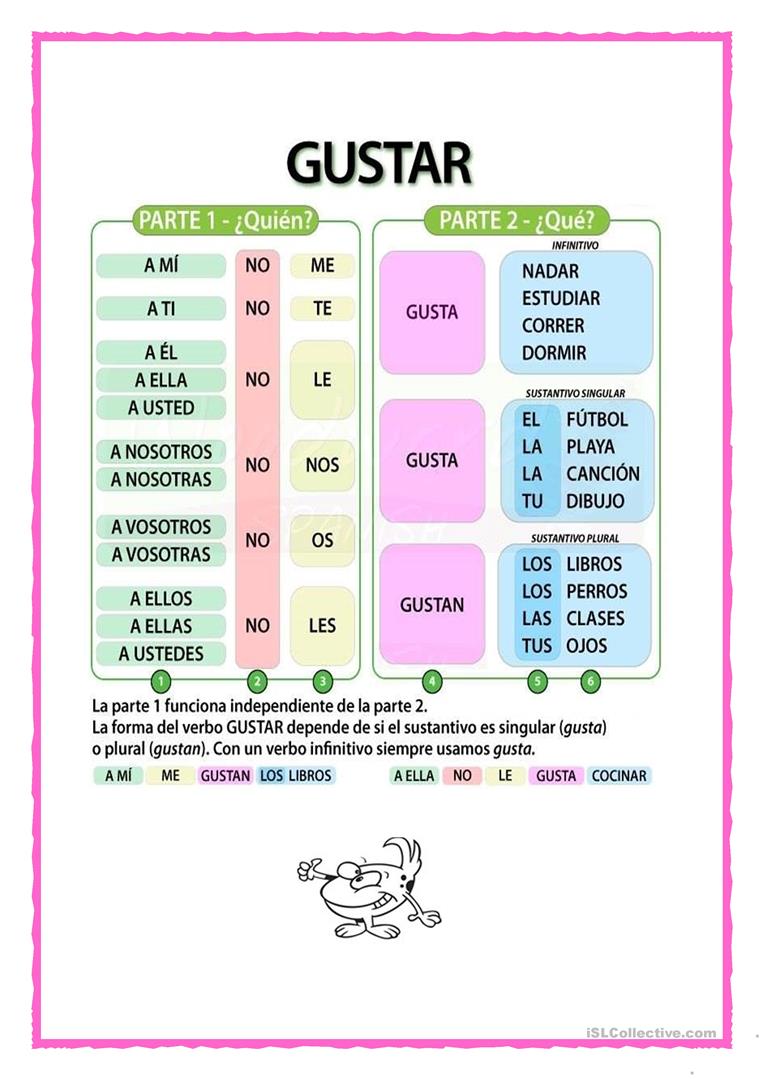 GUSTAR
PARTE 1 - ¿Quién?
A MÍ NO ME
A TI NO TE
A ÉL
A ELLA NO LE
A USTED
A NOSOTROS
NO NOS
A NOSOTRAS
A VOSOTROS
NO OS
A VOSOTRAS
A ELLOS
A ELLAS NO LES
A USTEDES
1 2 3
PARTE 2 - ¿Qué?
INFINITIVO
NADAR
ESTUDIAR
GUSTA
CORRER
DORMIR
SUSTANTIVO SINGULAR
EL FÚTBOL
LA PLAYA
GUSTA
LA CANCIÓN
TU DIBUJO
SUSTANTIVO PLURAL
LOS LIBROS
LOS PERROS
GUSTAN
LAS CLASES
TUS OJOS
4 5 6
La parte 1 funciona independiente de la parte 2.
La forma del verbo GUSTAR depende de si el sustantivo es singular (gusta)
o plural (gustan). Con un verbo infinitivo siempre usamos gusta.
A MÍ ME GUSTAN LOS LIBROS
A ELLA NO LE GUSTA COCINAR
iSLCollective.com